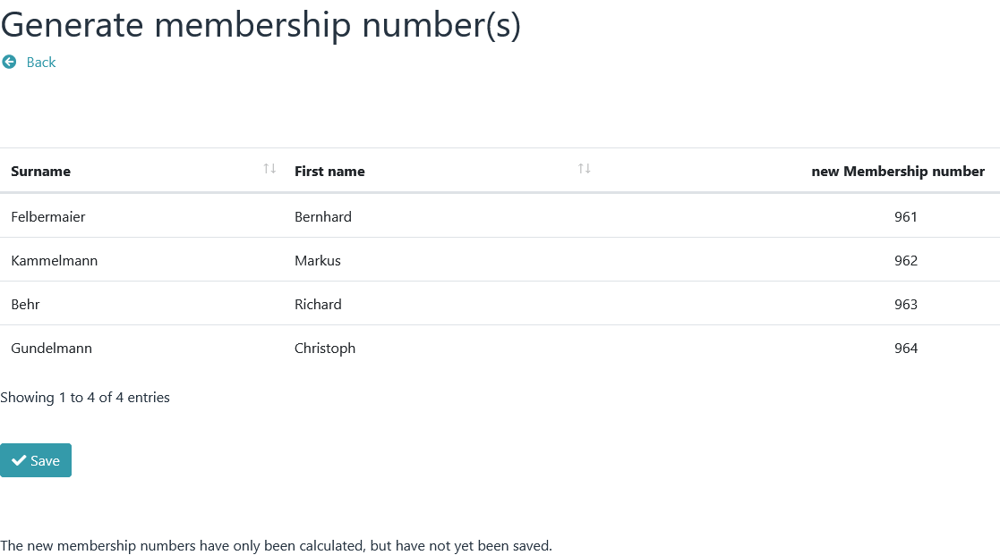 Generate membership number(s)
Back
Surname First name new Membership number
Felbermaier Bernhard 961
Kammelmann Markus 962
Behr Richard 963
Gundelmann Christoph 964
Showing 1 to 4 of 4 entries
Save
The new membership numbers have only been calculated, but have not yet been saved.